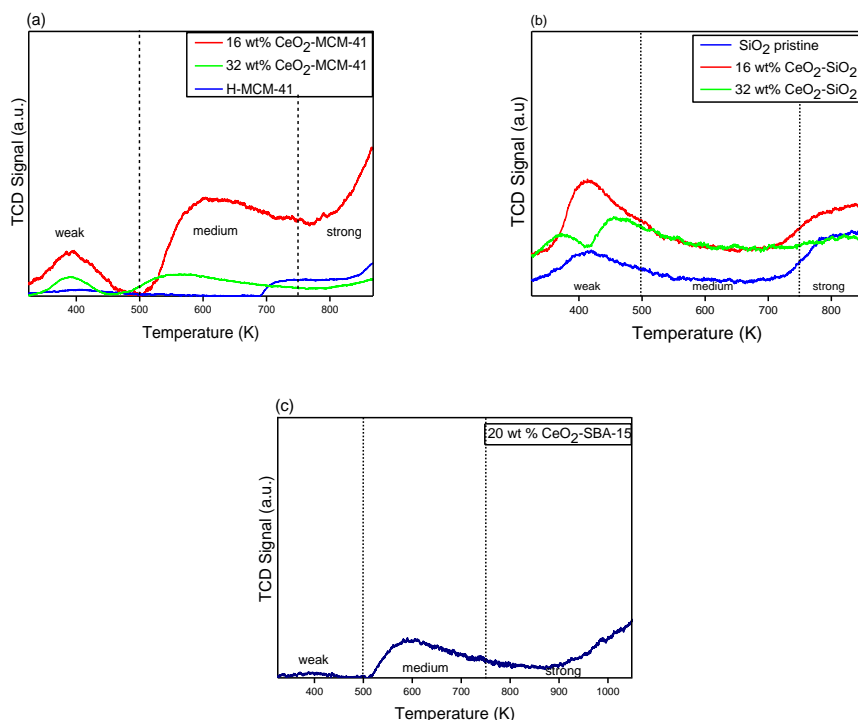 (a)
16 wt% CeO2-MCM-41
32 wt% CeO2-MCM-41
H-MCM-41
TCD Signal (a.u.)
weak
medium
strong
400 500 600 700 800
Temperature (K)
(b)
SiO2 pristine
16 wt% CeO2-SiO2
32 wt% CeO2-SiO2
TCD Signal (a.u.)
weak
medium
strong
400 500 600 700 800
Temperature (K)
(c)
20 wt % CeO2-SBA-15
TCD Signal (a.u.)
weak
medium
strong
400 500 600 700 800 900 1000
Temperature (K)